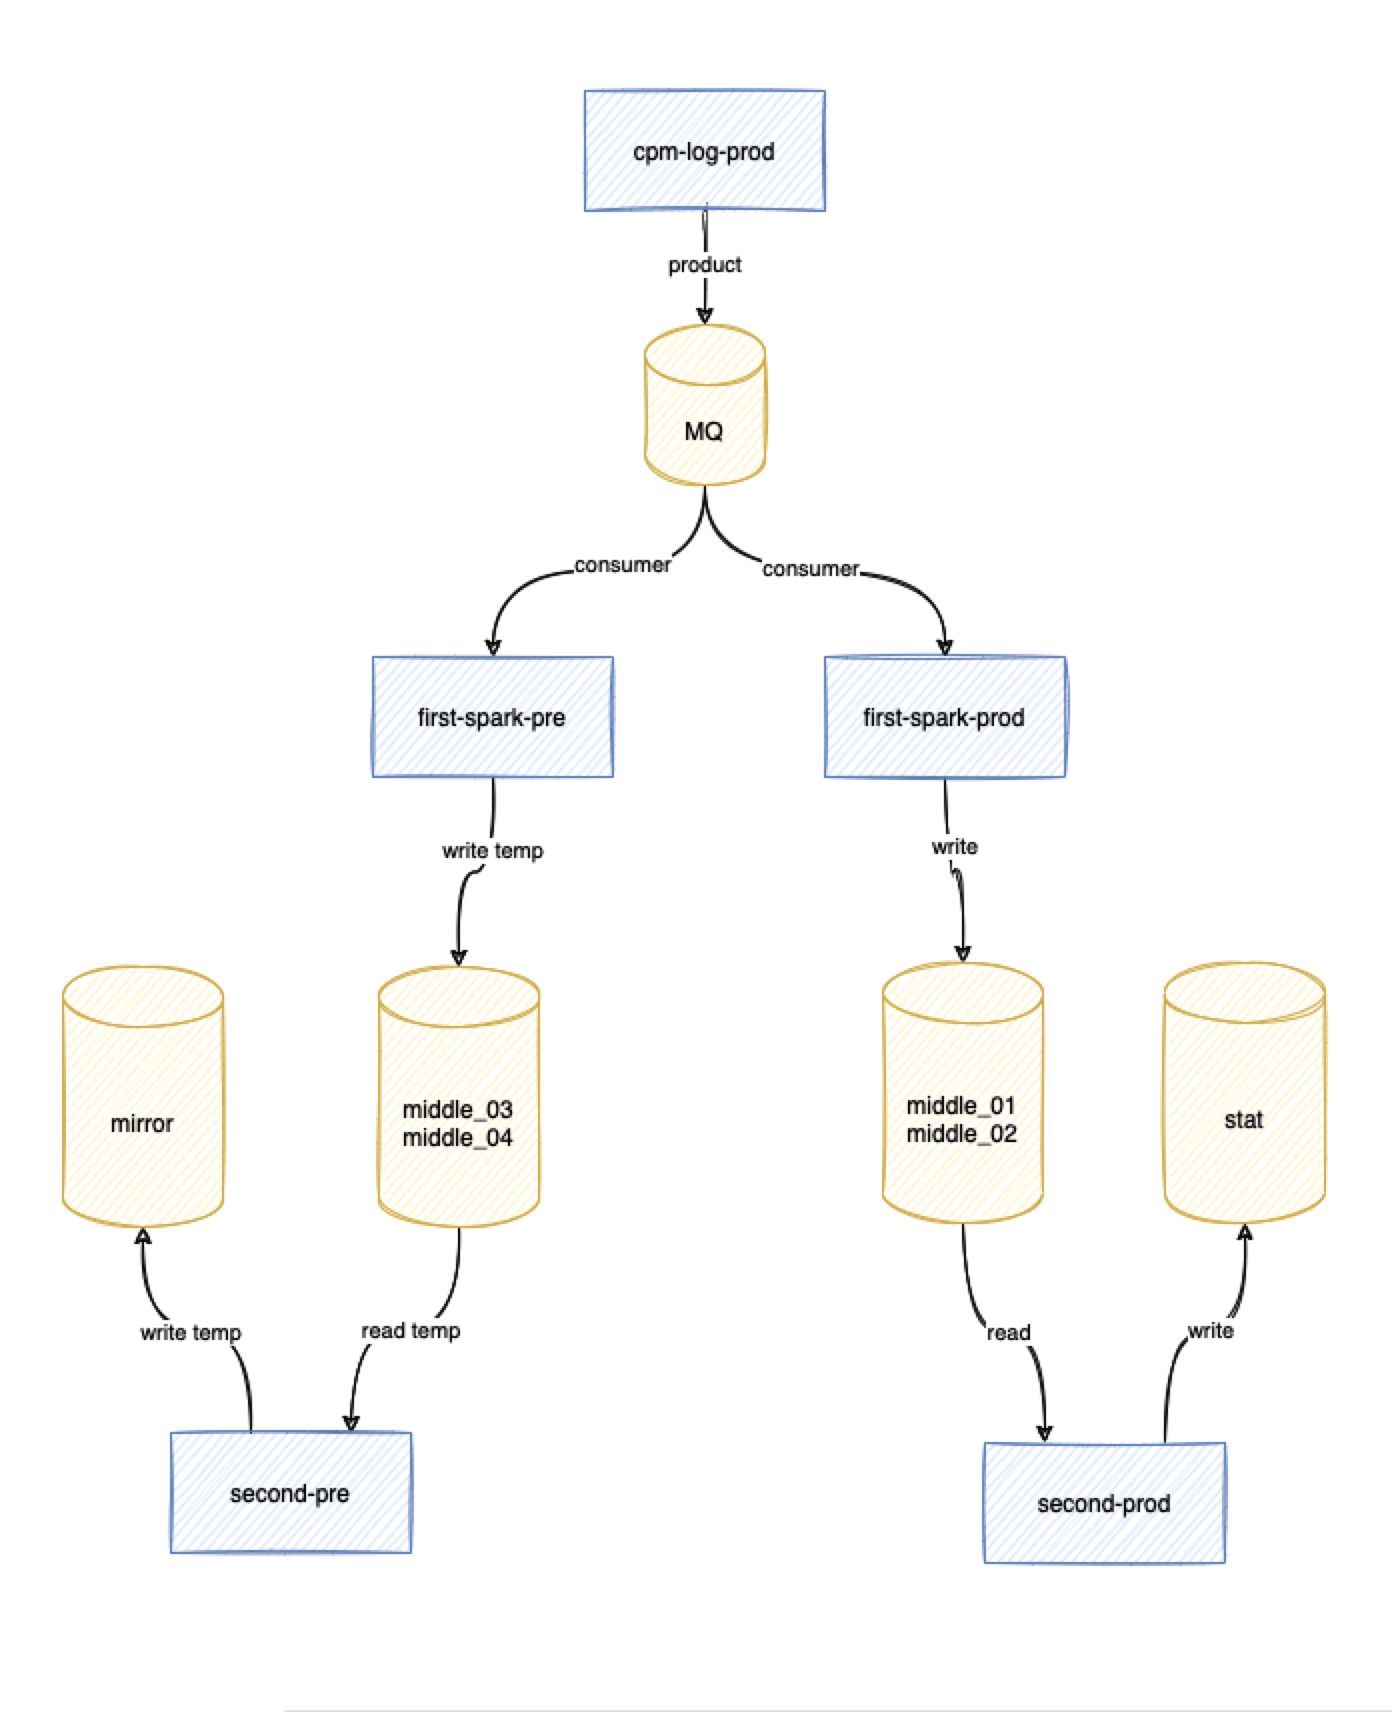 cpm-log-prod
product
MQ
consumer
consumer
first-spark-pre
first-spark-prod
write temp
write
mirror
middle_03
middle_04
middle_01
middle_02
stat
write temp
read temp
read
write
second-pre
second-prod